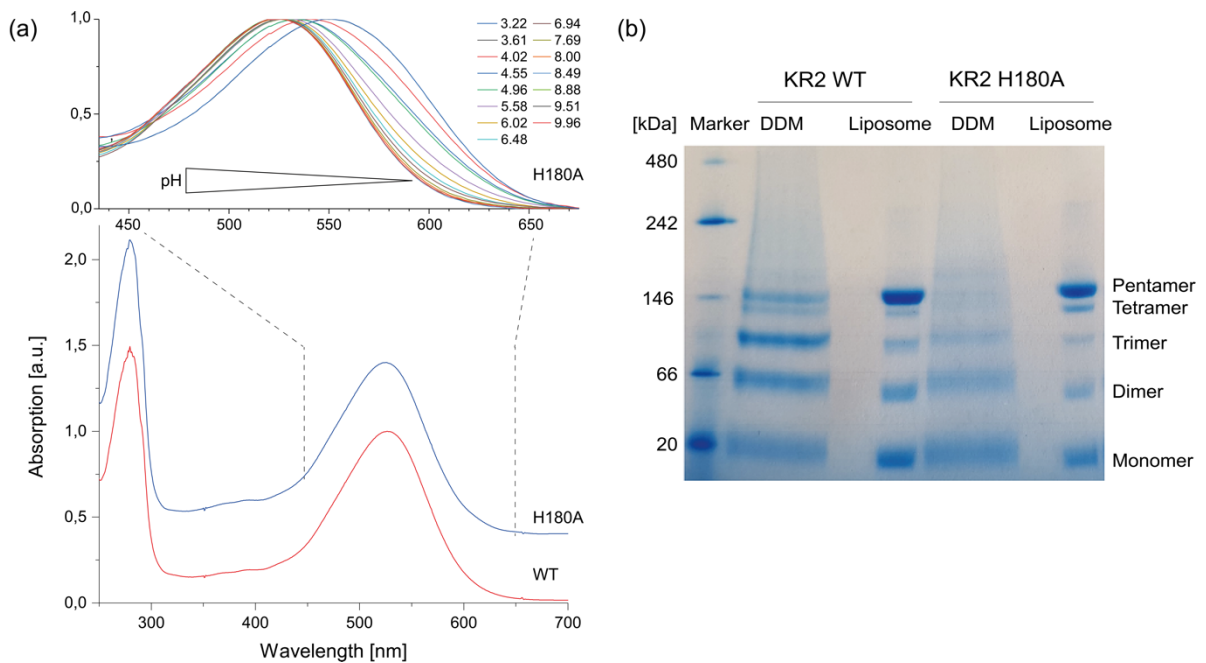 (a)
1,0
0,5
0,0
3.22 6.94
3.61 7.69
4.02 8.00
4.55 8.49
4.96 8.88
5.58 9.51
6.02 9.96
6.48
pH
H180A
450 500 550 600 650
2,0
1,5
1,0
0,5
0,0
Absorption [a.u.]
H180A
WT
300 400 500 600 700
Wavelength [nm]
(b)
KR2 WT KR2 H180A
[kDa] Marker DDM Liposome DDM Liposome
480
242
146
66
20
Pentamer
Tetramer
Trimer
Dimer
Monomer